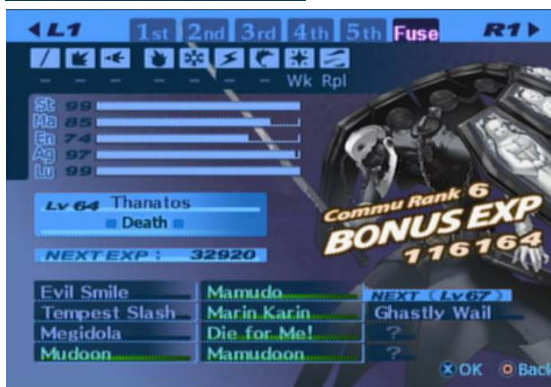 L1 1st 2nd 3rd 4th 5th Fuse R1
- - - - - - - Wk Rpl
St 99
Ma 85
En 74
Ag 97
Lu 99
Lv 64 Thanatos
Death
NEXT EXP : 32920
Commu Rank 6
BONUS EXP
116164
Evil Smile Mamudo NEXT (Lv67)
Tempest Slash Marin Karin Ghastly Wail
Megidola Die for Me! ?
Mudoon Mamudoon ?
OK Back